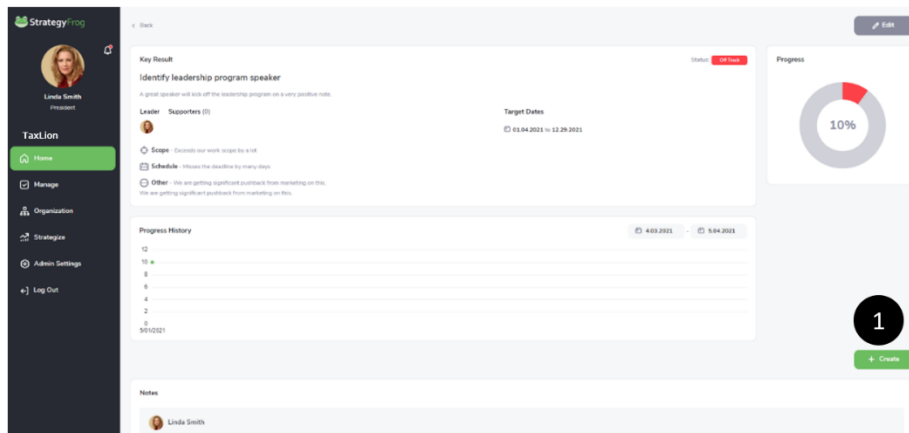 StrategyFrog
Linda Smith
President
TaxLion
Home
Manage
Organization
Strategize
Admin Settings
Log Out
< Back
Edit
Key Result
Status: Off Track
Identify leadership program speaker
A great speaker will kick off the leadership program on a very positive note.
Leader Supporters (0)
Target Dates
01.04.2021 to 12.29.2021
Scope - Exceeds our work scope by a lot
Schedule - Misses the deadline by many days
Other - We are getting significant pushback from marketing on this.
We are getting significant pushback from marketing on this.
Progress
10%
Progress History
4.03.2021 - 5.04.2021
12
10
8
6
4
2
0
5/01/2021
1
+ Create
Notes
Linda Smith